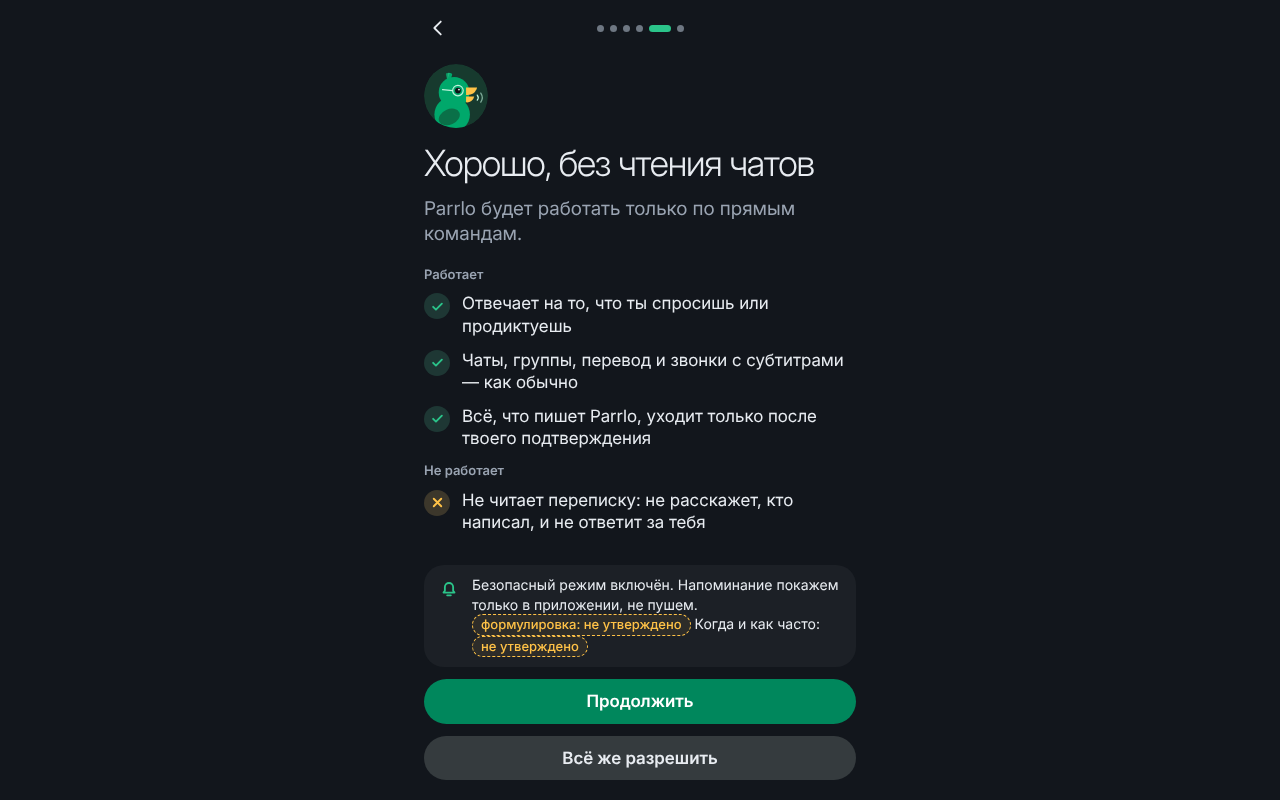 Хорошо, без чтения чатов
Parrlo будет работать только по прямым
командам.
Работает
Отвечает на то, что ты спросишь или
продиктуешь
Чаты, группы, перевод и звонки с субтитрами
— как обычно
Всё, что пишет Parrlo, уходит только после
твоего подтверждения
Не работает
Не читает переписку: не расскажет, кто
написал, и не ответит за тебя
Безопасный режим включён. Напоминание покажем
только в приложении, не пушем.
формулировка: не утверждено Когда и как часто:
не утверждено
Продолжить
Всё же разрешить